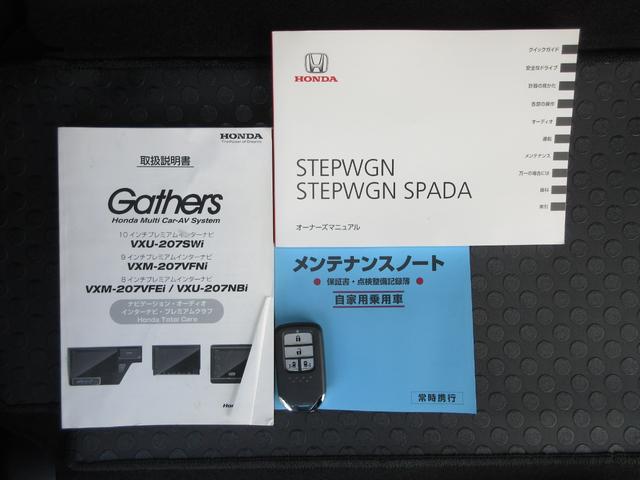 HONDA
STEPWGN
STEPWGN SPADA
オーナーズマニュアル
クイックガイド
安全なドライブ
計器の見かた
各部の操作
オーディオ
運転
メンテナンス
万一の場合には
資料
索引
HONDA
The Power of Dreams
取扱説明書
Gathers
Honda Multi Car-AV System
10インチプレミアムインターナビ
VXU-207SWi
9インチプレミアムインターナビ
VXM-207VFNi
8インチプレミアムインターナビ
VXM-207VFEi / VXU-207NBi
ナビゲーション・オーディオ
インターナビ・プレミアムクラブ
Honda Total Care
メンテナンスノート
保証書・点検整備記録簿
自家用乗用車
常時携行